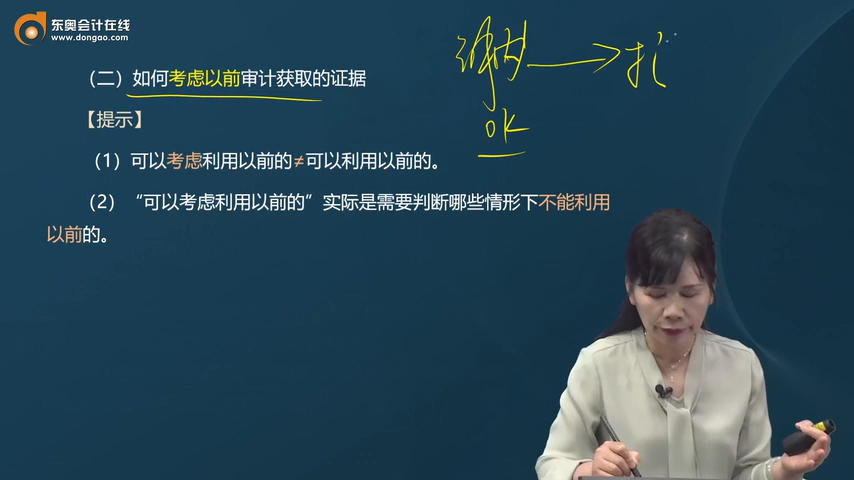 东奥会计在线
www.dongao.com
（二）如何考虑以前审计获取的证据
【提示】
（1）可以考虑利用以前的≠可以利用以前的。
（2）“可以考虑利用以前的”实际是需要判断哪些情形下不能利用
以前的。
OK